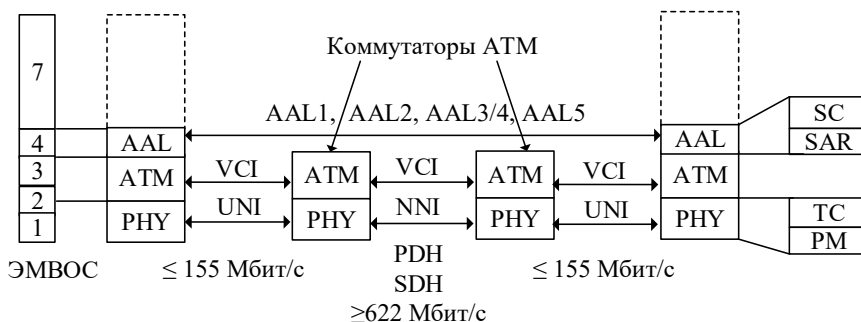 Коммутаторы АТМ
7
AAL1, AAL2, AAL3/4, AAL5
SC
4
AAL
AAL
SAR
3
ATM
VCI
ATM
VCI
ATM
VCI
ATM
2
1
PHY
UNI
PHY
NNI
PHY
UNI
PHY
TC
PM
ЭМВОС
≤ 155 Мбит/с
PDH
≤ 155 Мбит/с
SDH
≥622 Мбит/с